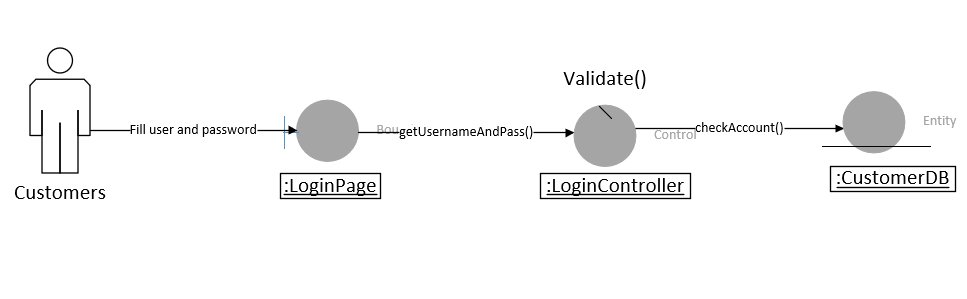 Validate()
Fill user and password
getUsernameAndPass()
Control
checkAccount()
Entity
Customers
:LoginPage
:LoginController
:CustomerDB